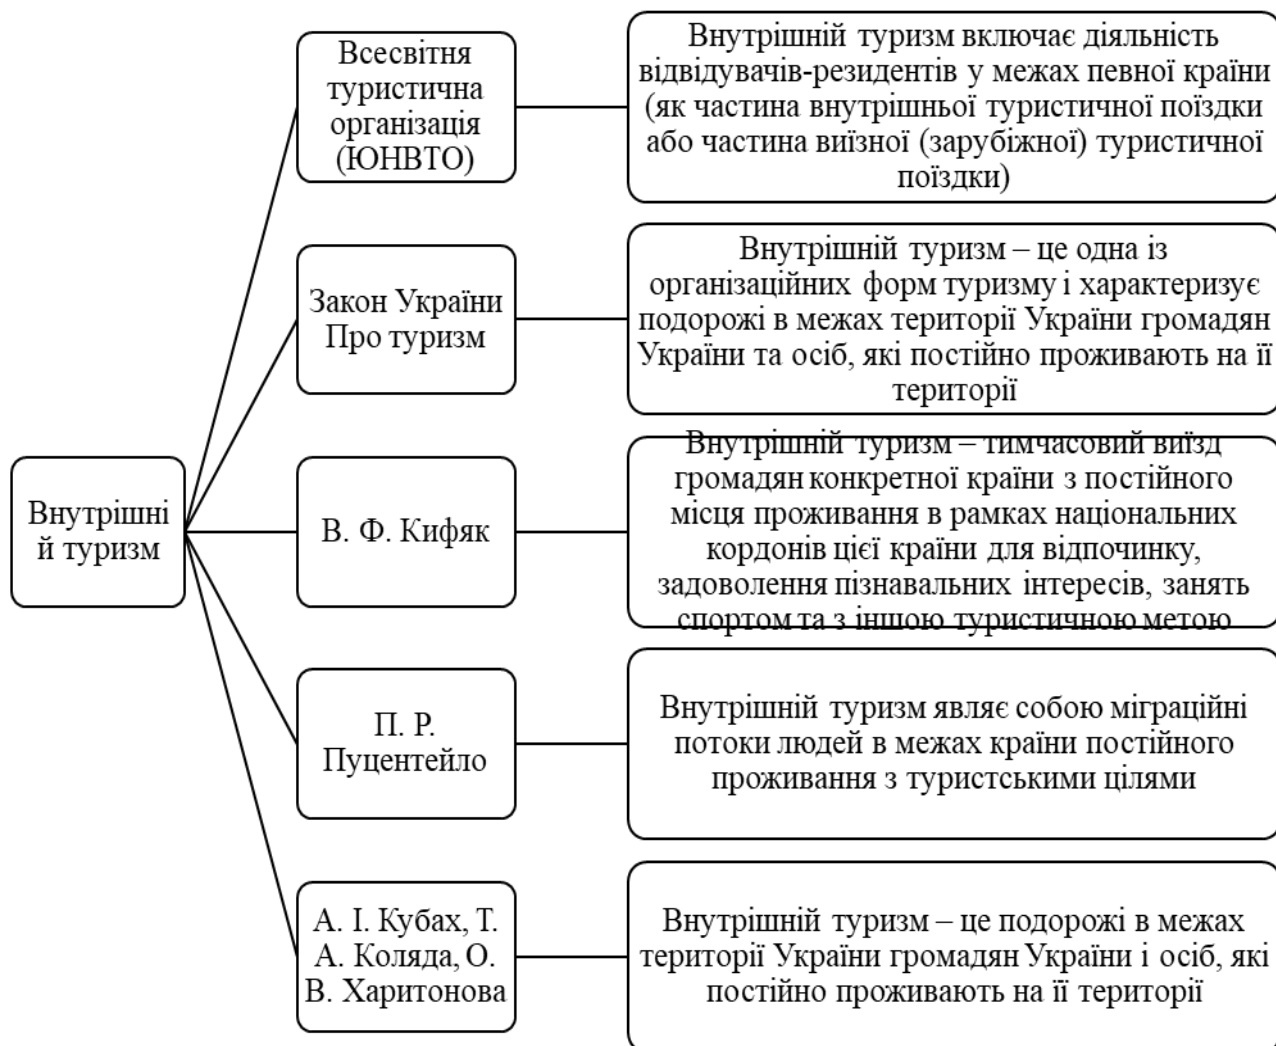 Всесвітня
туристична
організація
(ЮНВТО)
Внутрішній туризм включає діяльність
відвідувачів-резидентів у межах певної країни
(як частина внутрішньої туристичної поїздки
або частина виїзної (зарубіжної) туристичної
поїздки)
Закон України
Про туризм
Внутрішній туризм – це одна із
організаційних форм туризму і характеризує
подорожі в межах території України громадян
України та осіб, які постійно проживають на її
території
Внутрішні
й туризм
В. Ф. Кифяк
Внутрішній туризм – тимчасовий виїзд
громадян конкретної країни з постійного
місця проживання в рамках національних
кордонів цієї країни для відпочинку,
задоволення пізнавальних інтересів, занять
спортом та з іншою туристичною метою
П. Р.
Пуцентейло
Внутрішній туризм являє собою міграційні
потоки людей в межах країни постійного
проживання з туристськими цілями
А. І. Кубах, Т.
А. Коляда, О.
В. Харитонова
Внутрішній туризм – це подорожі в межах
території України громадян України і осіб, які
постійно проживають на її території